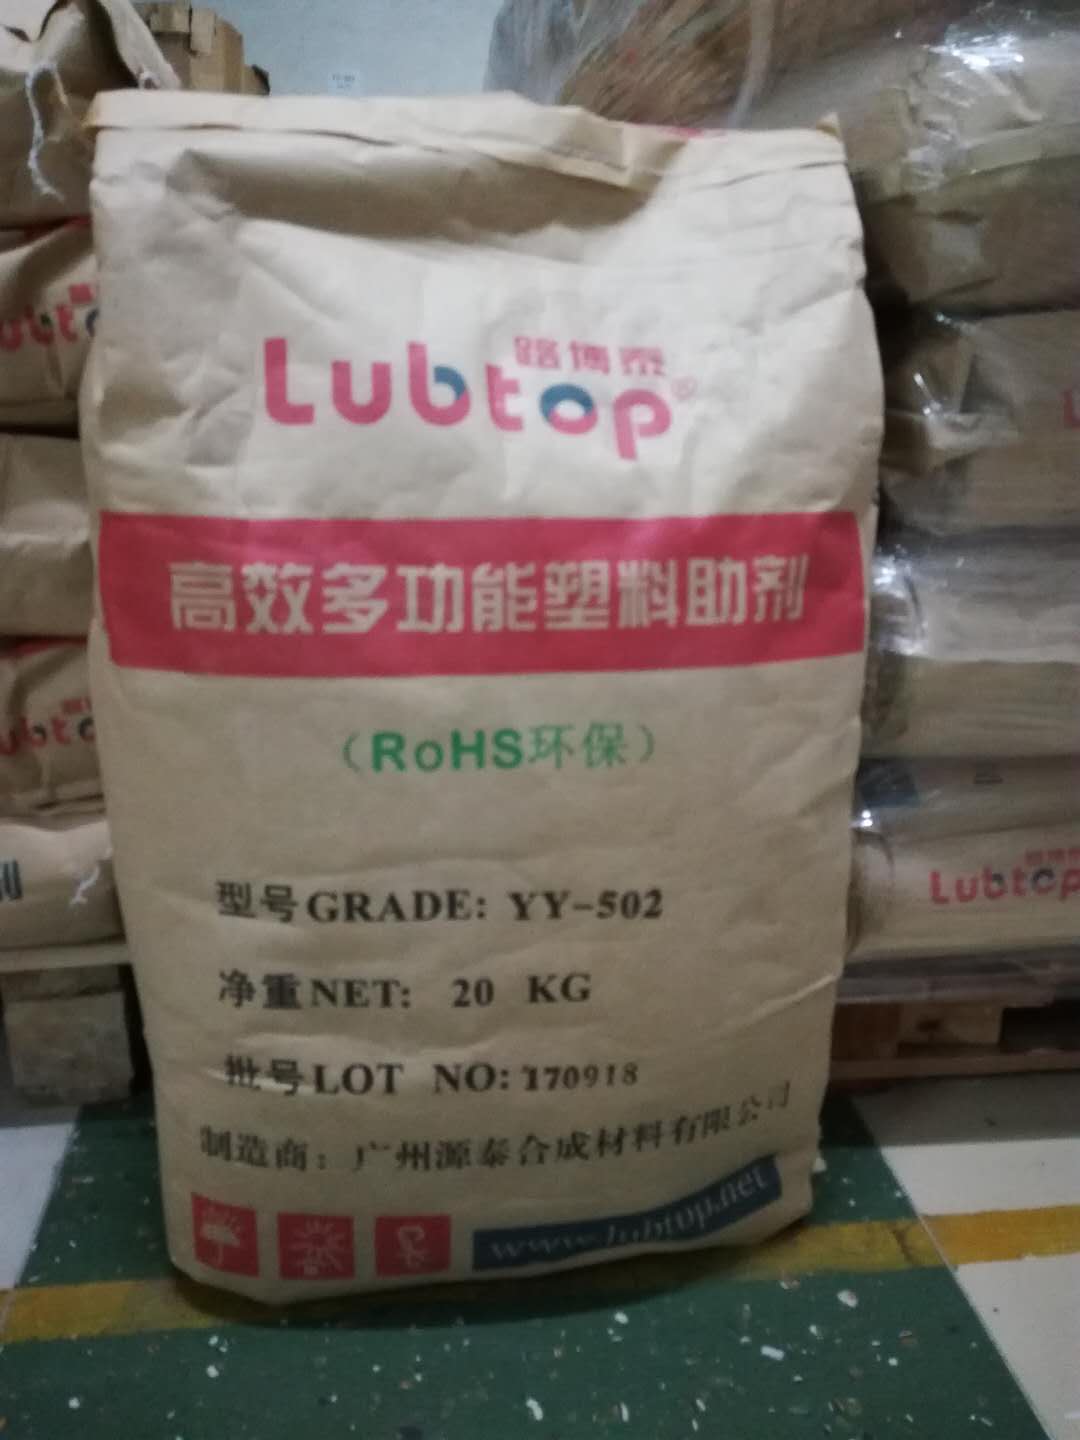 路博泰
Lubtop®
高效多功能塑料助剂
（RoHS环保）
型号GRADE: YY-502
净重NET: 20 KG
批号LOT NO: 170918
制造商：广州源泰合成材料有限公司
www.lubtop.net
Lubtop